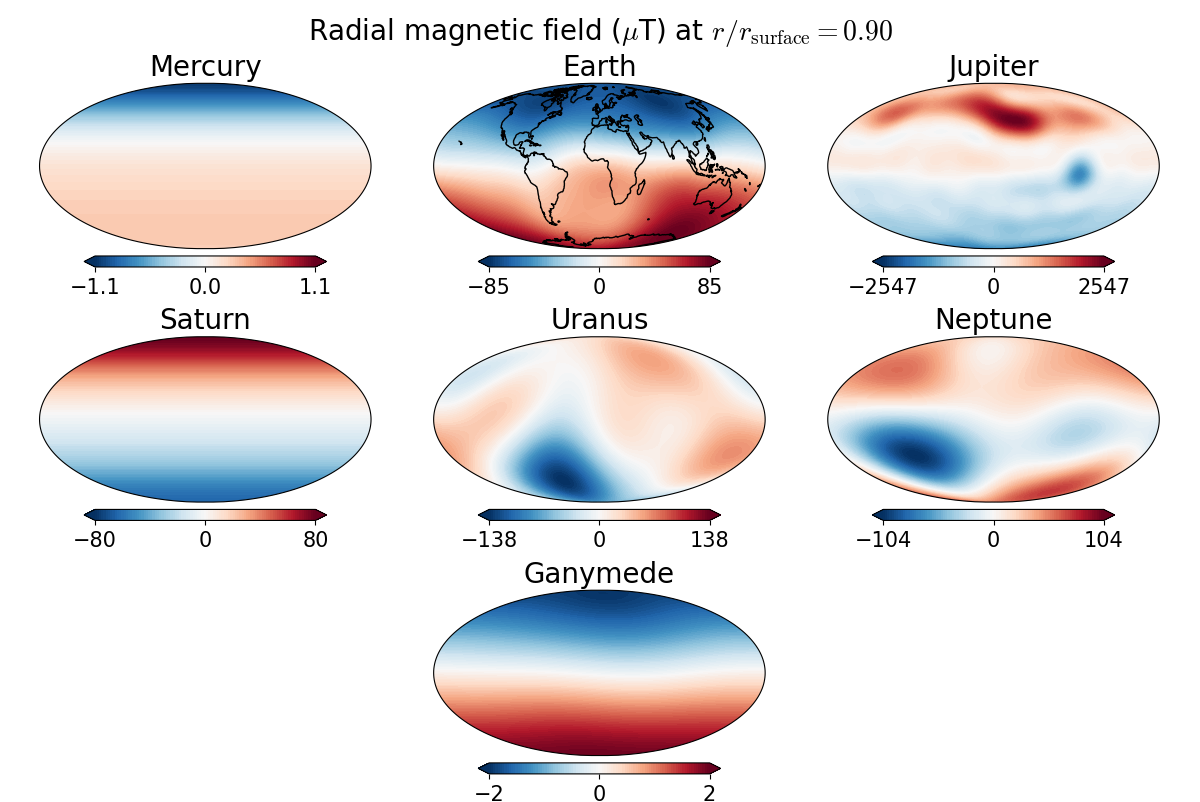 Radial magnetic field (μT) at r/r_surface = 0.90
Mercury Earth Jupiter
−1.1 0.0 1.1 −85 0 85 −2547 0 2547
Saturn Uranus Neptune
−80 0 80 −138 0 138 −104 0 104
Ganymede
−2 0 2